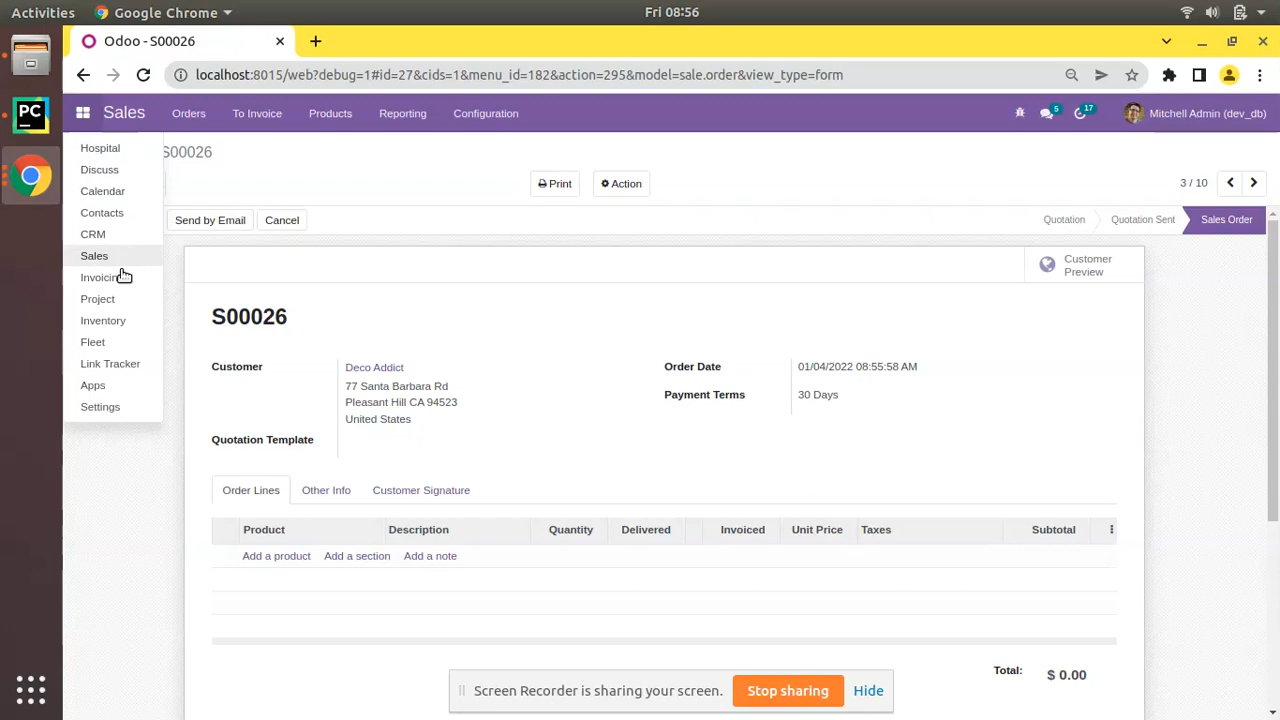 Activities Google Chrome Fri 08:56
Odoo - S00026
localhost:8015/web?debug=1#id=27&cids=1&menu_id=182&action=295&model=sale.order&view_type=form
Sales Orders To Invoice Products Reporting Configuration 5 17 Mitchell Admin (dev_db)
Hospital
S00026
Discuss
Print Action 3 / 10
Calendar
Contacts
Send by Email Cancel Quotation Quotation Sent Sales Order
CRM
Sales
Customer Preview
Project
Inventory
Fleet
Link Tracker
Apps
Settings
S00026
Customer Deco Addict Order Date 01/04/2022 08:55:58 AM
77 Santa Barbara Rd
Pleasant Hill CA 94523 Payment Terms 30 Days
United States
Quotation Template
Order Lines Other Info Customer Signature
Product Description Quantity Delivered Invoiced Unit Price Taxes Subtotal
Add a product Add a section Add a note
Total: $ 0.00
Screen Recorder is sharing your screen. Stop sharing Hide
PC